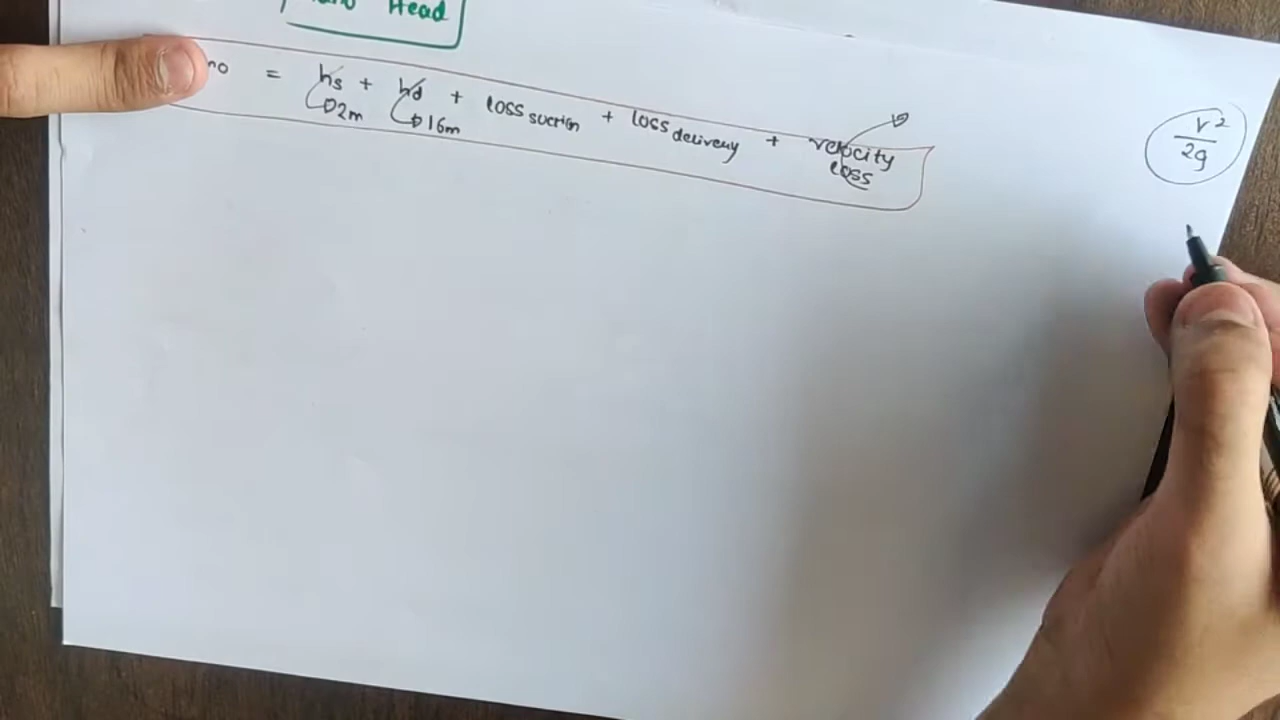 Head
= hs + hd + loss suction + loss delivery + velocity loss
2m 16m
v²/2g